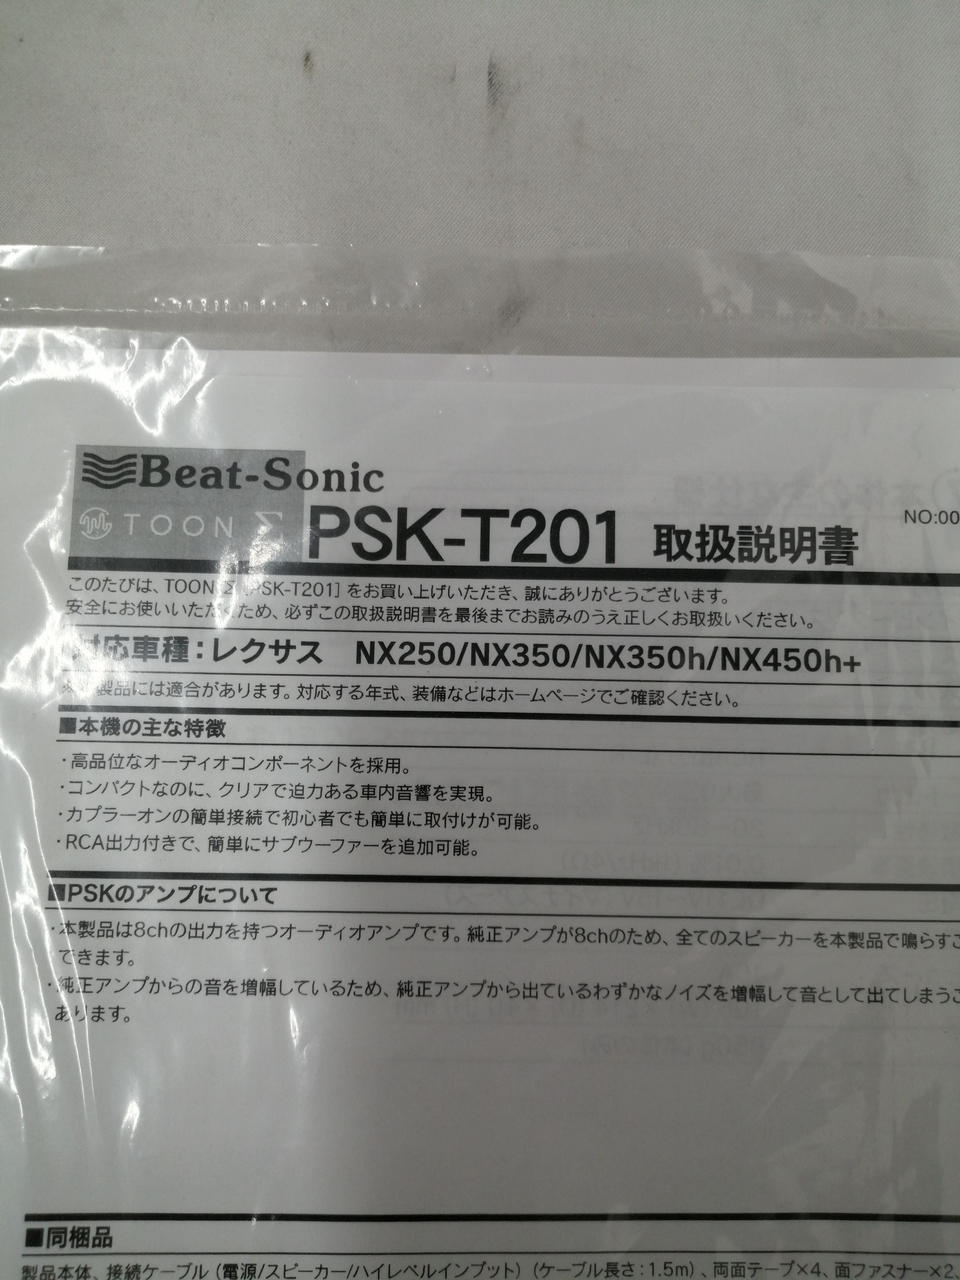 Beat-Sonic
TOON Σ PSK-T201 取扱説明書
NO:00
このたびは、TOON Σ [PSK-T201] をお買い上げいただき、誠にありがとうございます。
安全にお使いいただくため、必ずこの取扱説明書を最後までお読みのうえ正しくお取扱いください。
対応車種：レクサス NX250/NX350/NX350h/NX450h+
製品には適合があります。対応する年式、装備などはホームページでご確認ください。
■本機の主な特徴
・高品位なオーディオコンポーネントを採用。
・コンパクトなのに、クリアで迫力ある車内音響を実現。
・カプラーオンの簡単接続で初心者でも簡単に取付けが可能。
・RCA出力付きで、簡単にサブウーファーを追加可能。
■PSKのアンプについて
・本製品は8chの出力を持つオーディオアンプです。純正アンプが8chのため、全てのスピーカーを本製品で鳴らすこ
できます。
・純正アンプからの音を増幅しているため、純正アンプから出ているわずかなノイズを増幅して音として出てしまうこ
あります。
■同梱品
製品本体、接続ケーブル（電源/スピーカー/ハイレベルインプット）（ケーブル長さ：1.5m）、両面テープ×4、面ファスナー×2